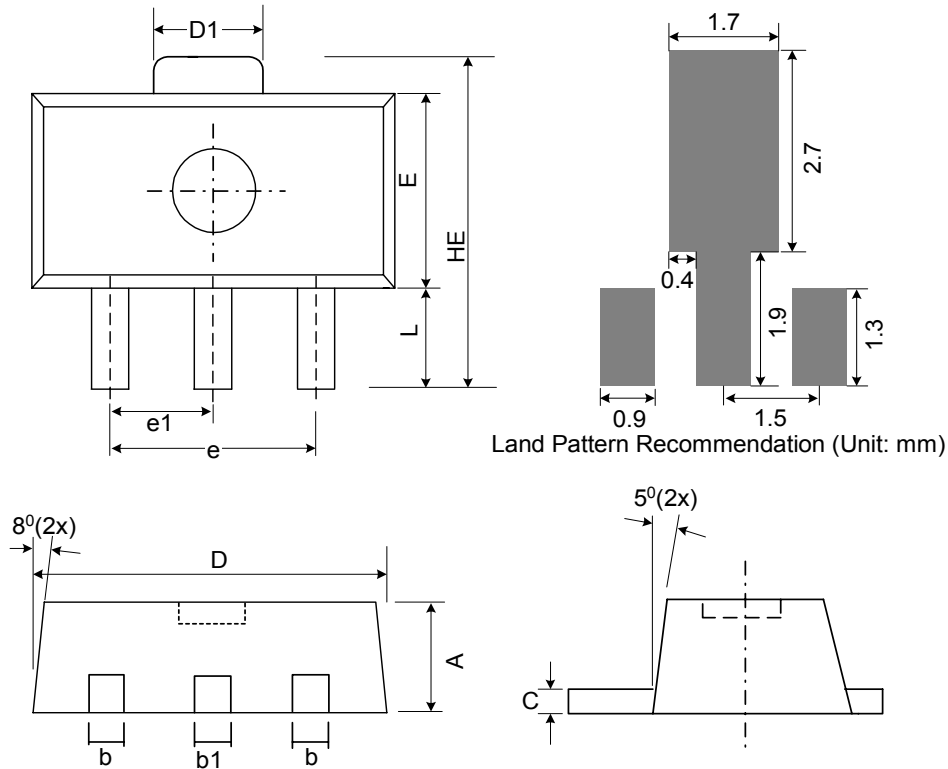 D1
E
HE
L
e1
e
1.7
2.7
0.4
1.9
1.3
0.9
1.5
Land Pattern Recommendation (Unit: mm)
8⁰(2x)
D
A
b
b1
b
5⁰(2x)
C